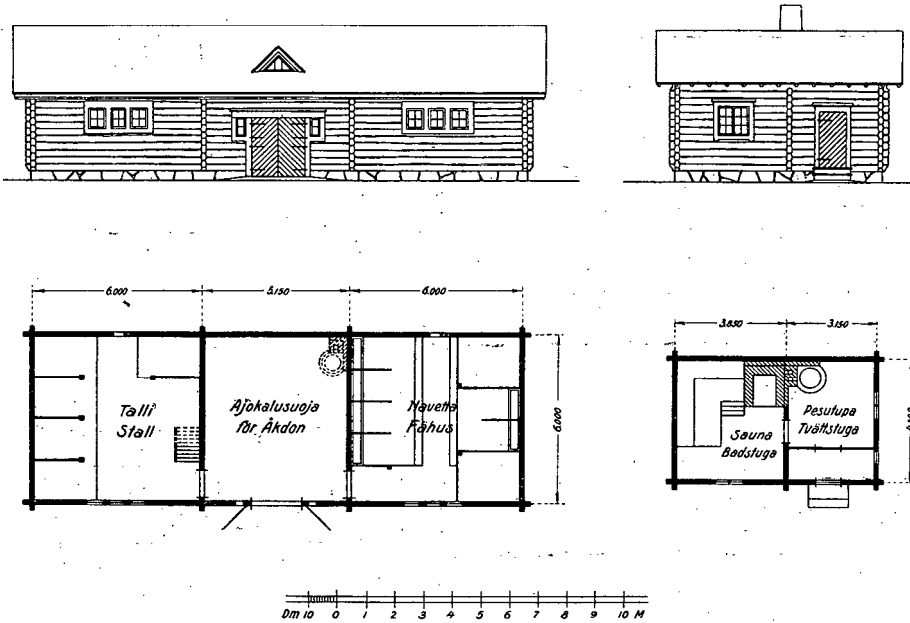 6.000 5.150 6.000
3.850 3.150
Talli
Stall
Ajokalusuoja
för Åkdon
Navetta
Fähus
6.000
Sauna
Badstuga
Pesutupa
Tvättstuga
Dm 10 0 1 2 3 4 5 6 7 8 9 10 M